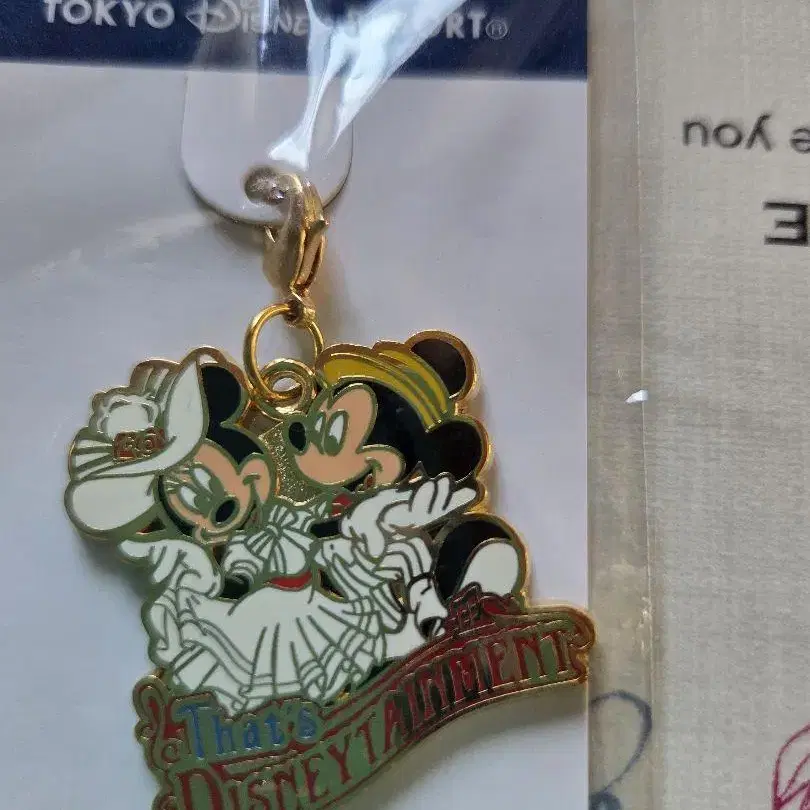 TOKYO Disney RESORT®
you
E
That's
DISNEYTAINMENT